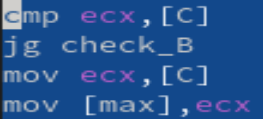 cmp ecx,[C]
jg check_B
mov ecx,[C]
mov [max],ecx